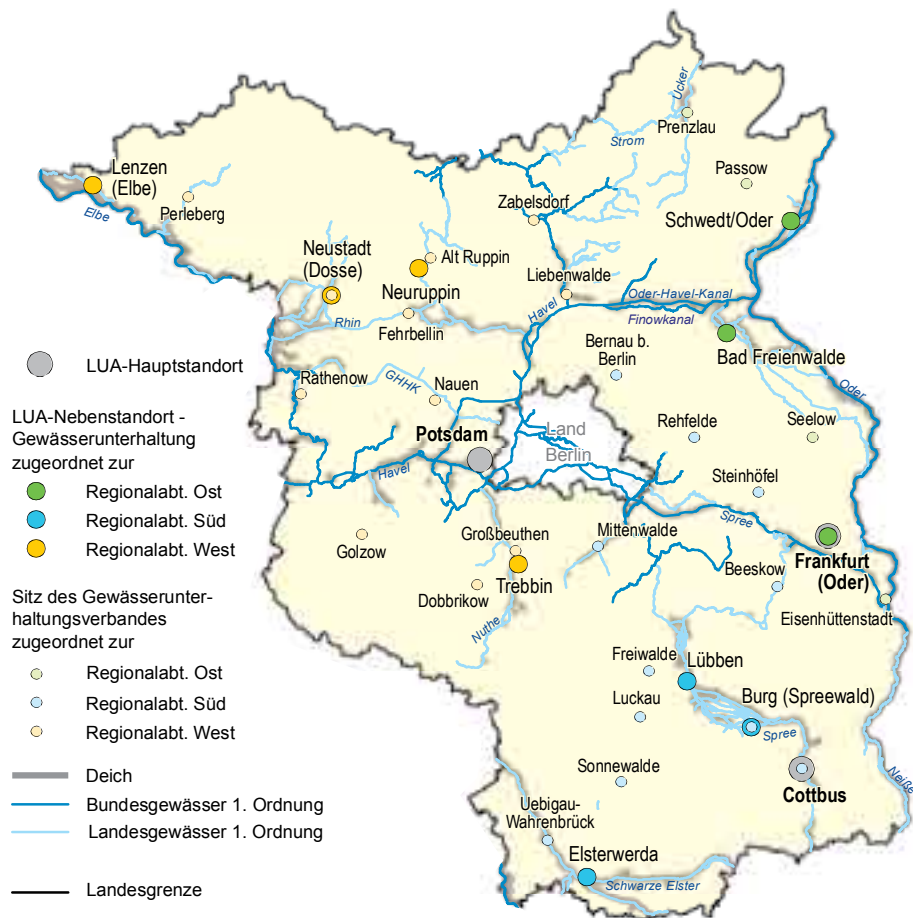 Ucker
Prenzlau
Strom
Passow
Lenzen
(Elbe)
Elbe
Perleberg
Zabelsdorf
Schwedt/Oder
Neustadt
(Dosse)
Alt Ruppin
Neuruppin
Liebenwalde
Oder-Havel-Kanal
Havel
Finowkanal
Rhin
Fehrbellin
Bernau b.
Berlin
Bad Freienwalde
Oder
LUA-Hauptstandort
Rathenow
GHHK
Nauen
Rehfelde
Seelow
LUA-Nebenstandort -
Gewässerunterhaltung
zugeordnet zur
Potsdam
Land
Berlin
Havel
Steinhöfel
Regionalabt. Ost
Regionalabt. Süd
Regionalabt. West
Spree
Golzow
Großbeuthen
Mittenwalde
Trebbin
Beeskow
Frankfurt
(Oder)
Dobbrikow
Eisenhüttenstadt
Nuthe
Sitz des Gewässerunter-
haltungsverbandes
zugeordnet zur
Freiwalde
Lübben
Regionalabt. Ost
Regionalabt. Süd
Regionalabt. West
Luckau
Burg (Spreewald)
Spree
Neiße
Deich
Bundesgewässer 1. Ordnung
Landesgewässer 1. Ordnung
Sonnewalde
Cottbus
Uebigau-
Wahrenbrück
Elsterwerda
Schwarze Elster
Landesgrenze